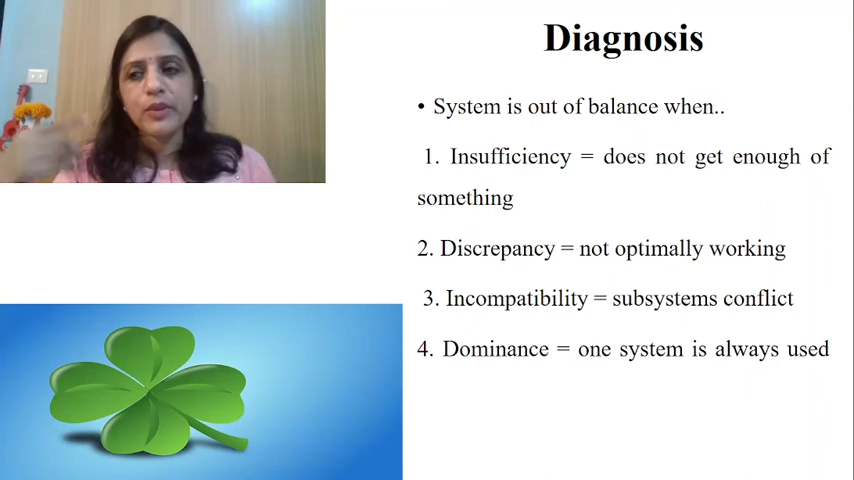 Diagnosis
• System is out of balance when..
1. Insufficiency = does not get enough of
something
2. Discrepancy = not optimally working
3. Incompatibility = subsystems conflict
4. Dominance = one system is always used